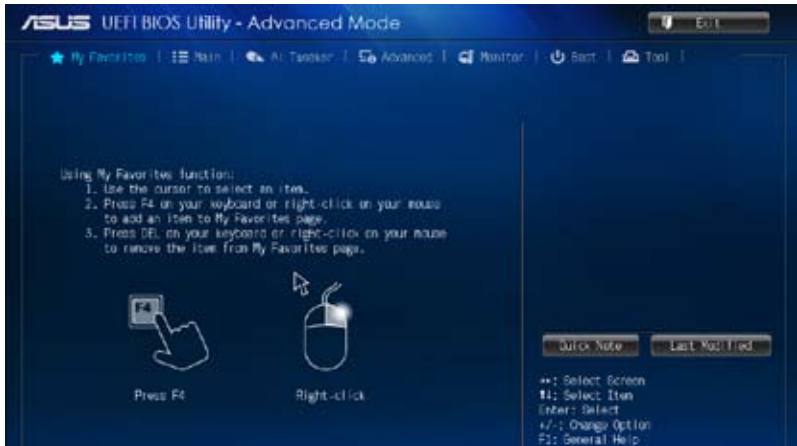 ASUS UEFI BIOS Utility - Advanced Mode
Exit
My Favorites | Main | Ai Tweaker | Advanced | Monitor | Boot | Tool |
Using My Favorites function:
1. Use the cursor to select an item.
2. Press F4 on your keyboard or right-click on your mouse
to add an item to My Favorites page.
3. Press DEL on your keyboard or right-click on your mouse
to remove the item from My Favorites page.
F4
Press F4
Right-click
Quick Note
Last Modified
: Select Screen
: Select Item
Enter: Select
+/-: Change Option
F1: General Help